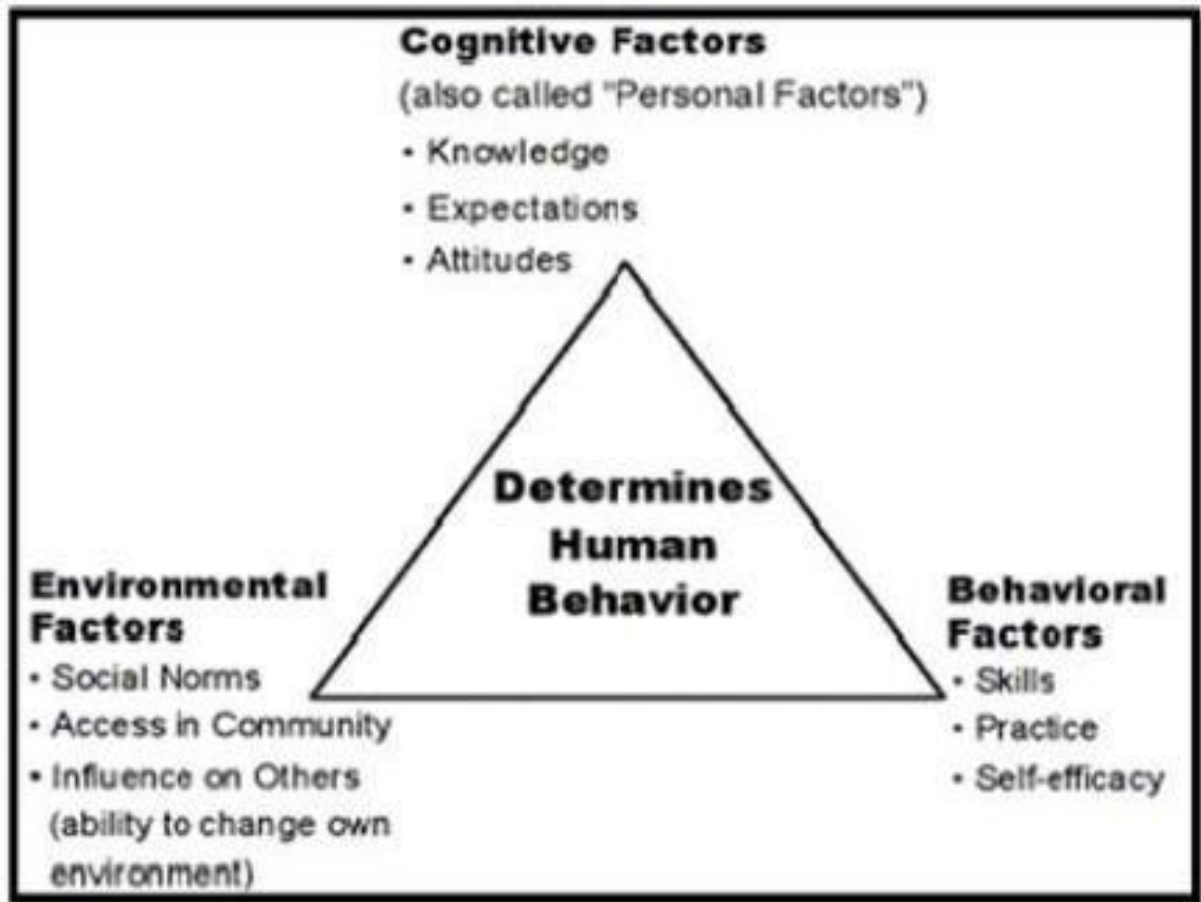 Cognitive Factors
(also called "Personal Factors")
• Knowledge
• Expectations
• Attitudes
Determines
Human
Behavior
Environmental
Factors
• Social Norms
• Access in Community
• Influence on Others
(ability to change own
environment)
Behavioral
Factors
• Skills
• Practice
• Self-efficacy